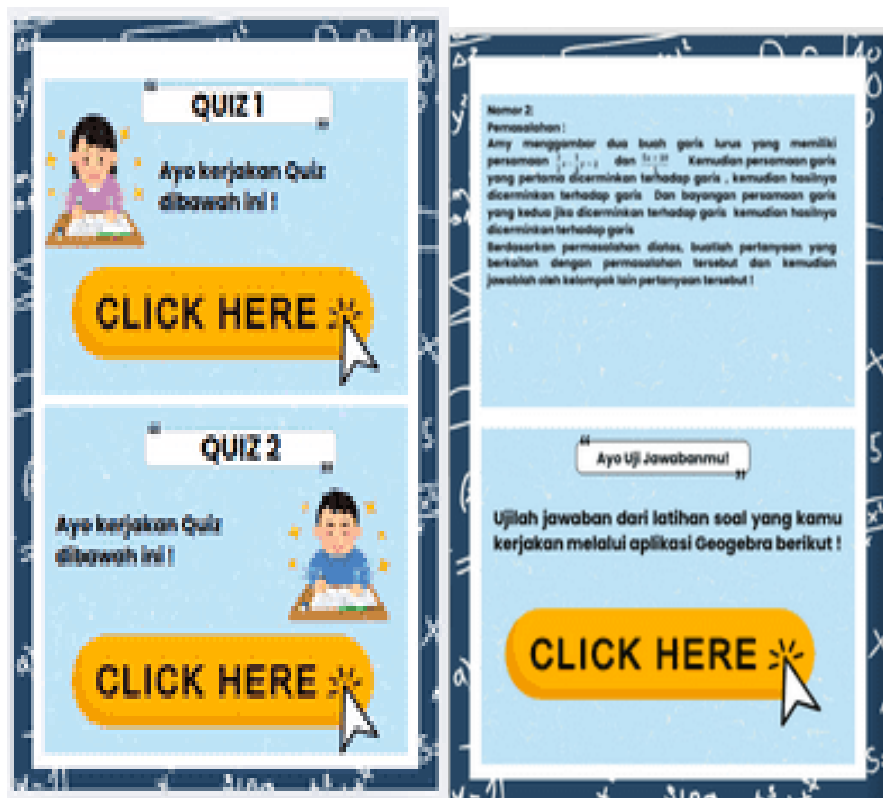 QUIZ 1
Ayo kerjakan Quiz
dibawah ini !
CLICK HERE
QUIZ 2
Ayo kerjakan Quiz
dibawah ini !
CLICK HERE
Nomor 2:
Permasalahan :
Amy menggambar dua buah garis lurus yang memiliki
persamaan dan Kemudian persamaan garis
yang pertama dicerminkan terhadap garis , kemudian hasilnya
dicerminkan terhadap garis Dan bayangan persamaan garis
yang kedua jika dicerminkan terhadap garis kemudian hasilnya
dicerminkan terhadap garis
Berdasarkan permasalahan diatas, buatlah pertanyaan yang
berkaitan dengan permasalahan tersebut dan kemudian
jawablah oleh kelompok lain pertanyaan tersebut !
“ Ayo Uji Jawabanmu! ”
Ujilah jawaban dari latihan soal yang kamu
kerjakan melalui aplikasi Geogebra berikut !
CLICK HERE